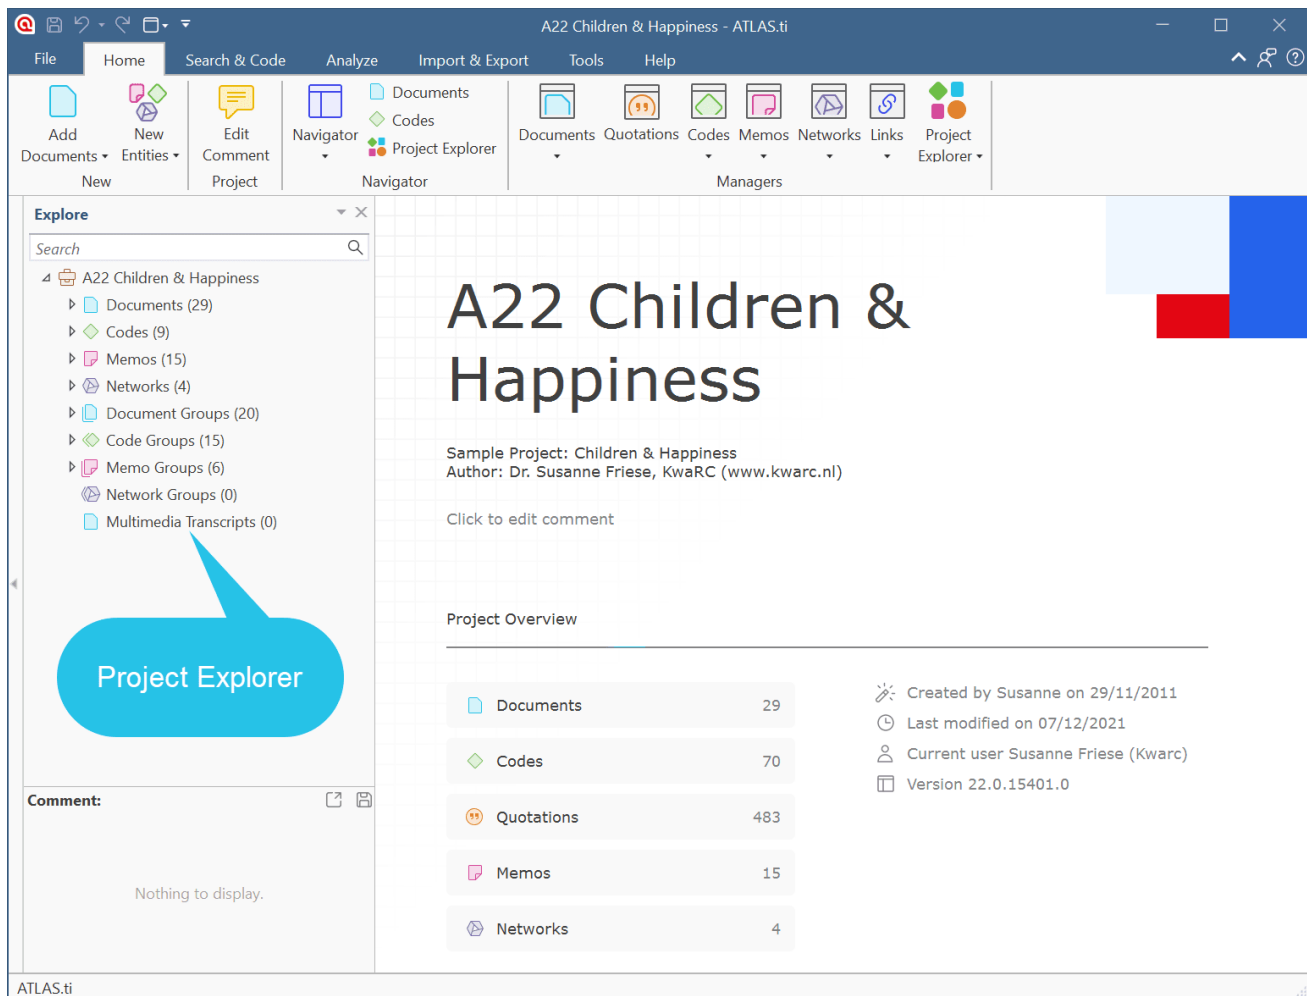 A22 Children & Happiness - ATLAS.ti
File Home Search & Code Analyze Import & Export Tools Help
Add Documents
New Entities
New
Edit Comment
Project
Navigator
Documents
Codes
Project Explorer
Navigator
Documents Quotations Codes Memos Networks Links Project Explorer
Managers
Explore
Search
A22 Children & Happiness
Documents (29)
Codes (9)
Memos (15)
Networks (4)
Document Groups (20)
Code Groups (15)
Memo Groups (6)
Network Groups (0)
Multimedia Transcripts (0)
Project Explorer
Comment:
Nothing to display.
A22 Children &
Happiness
Sample Project: Children & Happiness
Author: Dr. Susanne Friese, KwaRC (www.kwarc.nl)
Click to edit comment
Project Overview
Documents 29
Codes 70
Quotations 483
Memos 15
Networks 4
Created by Susanne on 29/11/2011
Last modified on 07/12/2021
Current user Susanne Friese (Kwarc)
Version 22.0.15401.0
ATLAS.ti